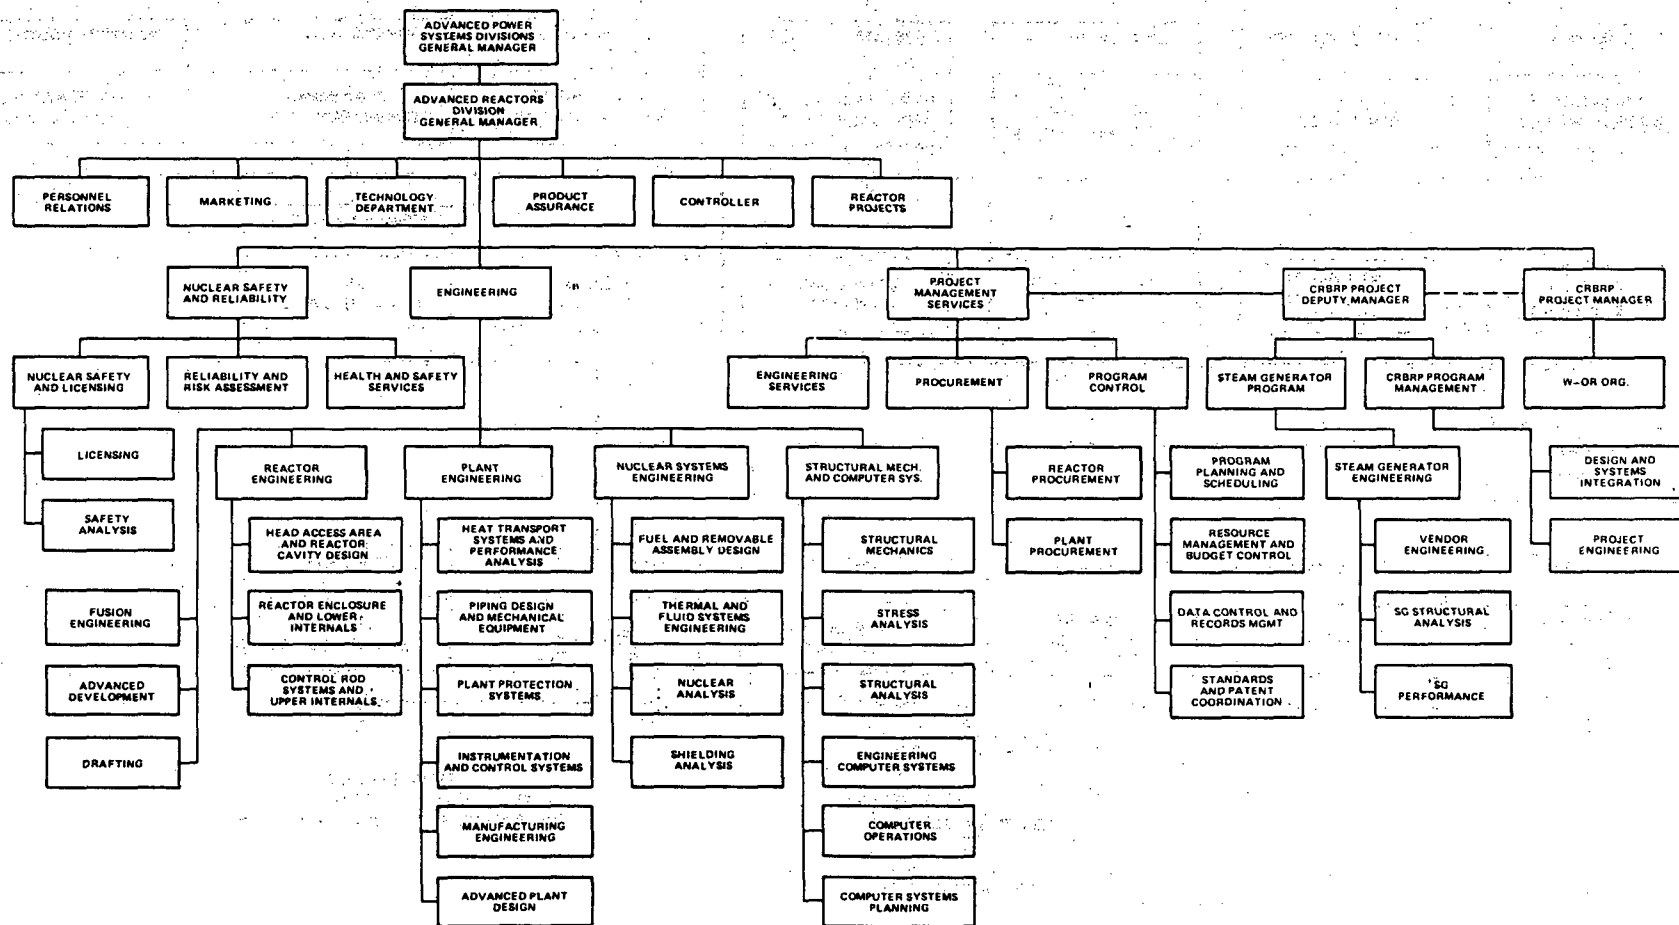 ADVANCED POWER
SYSTEMS DIVISIONS
GENERAL MANAGER
ADVANCED REACTORS
DIVISION
GENERAL MANAGER
PERSONNEL
RELATIONS
MARKETING
TECHNOLOGY
DEPARTMENT
PRODUCT
ASSURANCE
CONTROLLER
REACTOR
PROJECTS
NUCLEAR SAFETY
AND RELIABILITY
ENGINEERING
PROJECT
MANAGEMENT
SERVICES
CRBRP PROJECT
DEPUTY MANAGER
CRBRP
PROJECT MANAGER
NUCLEAR SAFETY
AND LICENSING
RELIABILITY AND
RISK ASSESSMENT
HEALTH AND SAFETY
SERVICES
ENGINEERING
SERVICES
PROCUREMENT
PROGRAM
CONTROL
STEAM GENERATOR
PROGRAM
CRBRP PROGRAM
MANAGEMENT
W-OR ORG.
LICENSING
SAFETY
ANALYSIS
FUSION
ENGINEERING
ADVANCED
DEVELOPMENT
DRAFTING
REACTOR
ENGINEERING
HEAD ACCESS AREA
AND REACTOR
CAVITY DESIGN
REACTOR ENCLOSURE
AND LOWER
INTERNALS
CONTROL ROD
SYSTEMS AND
UPPER INTERNALS
PLANT
ENGINEERING
HEAT TRANSPORT
SYSTEMS AND
PERFORMANCE
ANALYSIS
PIPING DESIGN
AND MECHANICAL
EQUIPMENT
PLANT PROTECTION
SYSTEMS
INSTRUMENTATION
AND CONTROL SYSTEMS
MANUFACTURING
ENGINEERING
ADVANCED PLANT
DESIGN
NUCLEAR SYSTEMS
ENGINEERING
FUEL AND REMOVABLE
ASSEMBLY DESIGN
THERMAL AND
FLUID SYSTEMS
ENGINEERING
NUCLEAR
ANALYSIS
SHIELDING
ANALYSIS
STRUCTURAL MECH.
AND COMPUTER SYS.
STRUCTURAL
MECHANICS
STRESS
ANALYSIS
STRUCTURAL
ANALYSIS
ENGINEERING
COMPUTER SYSTEMS
COMPUTER
OPERATIONS
COMPUTER SYSTEMS
PLANNING
REACTOR
PROCUREMENT
PLANT
PROCUREMENT
PROGRAM
PLANNING AND
SCHEDULING
RESOURCE
MANAGEMENT AND
BUDGET CONTROL
DATA CONTROL AND
RECORDS MGMT
STANDARDS
AND PATENT
COORDINATION
STEAM GENERATOR
ENGINEERING
VENDOR
ENGINEERING
SG STRUCTURAL
ANALYSIS
SG
PERFORMANCE
DESIGN AND
SYSTEMS
INTEGRATION
PROJECT
ENGINEERING